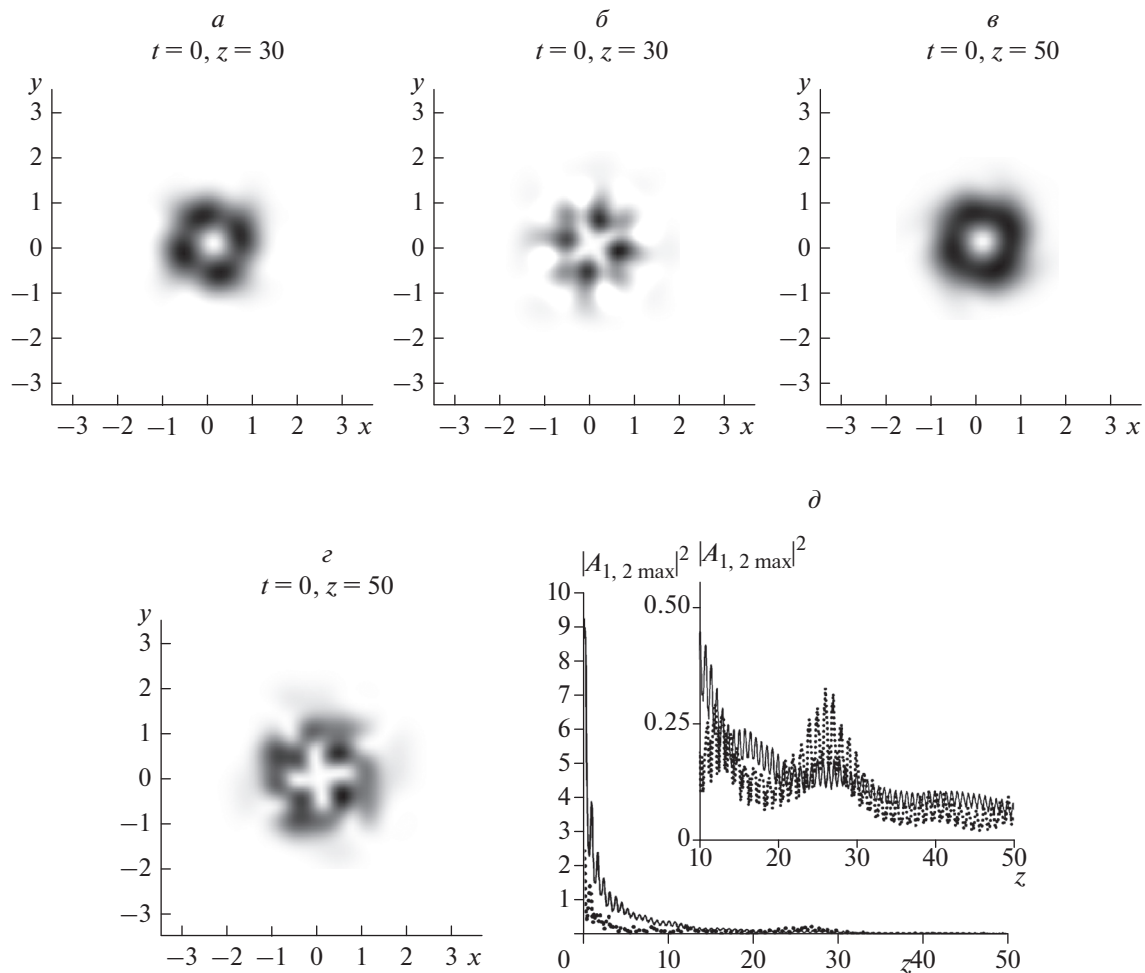 а
t = 0, z = 30
y
3
2
1
0
−1
−2
−3
−3 −2 −1 0 1 2 3 x
б
t = 0, z = 30
y
3
2
1
0
−1
−2
−3
−3 −2 −1 0 1 2 3 x
в
t = 0, z = 50
y
3
2
1
0
−1
−2
−3
−3 −2 −1 0 1 2 3 x
г
t = 0, z = 50
y
3
2
1
0
−1
−2
−3
−3 −2 −1 0 1 2 3 x
д
|A1, 2 max|²
10
9
8
7
6
5
4
3
2
1
0 10 20 30 z 40 50
|A1, 2 max|²
0.50
0.25
0
10 20 30 40 50
z